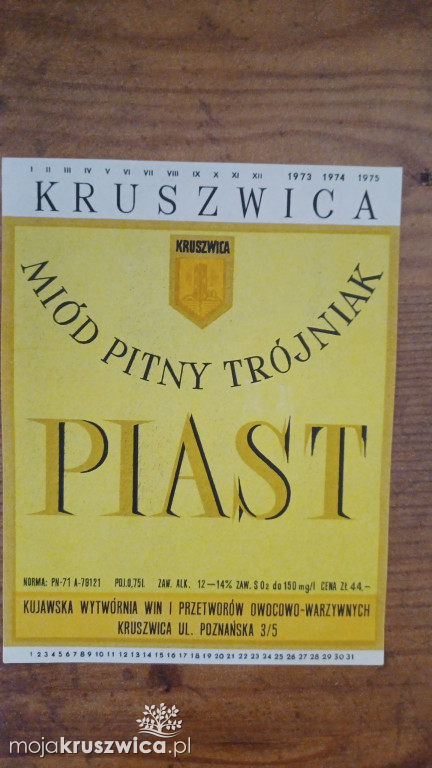 I II III IV V VI VII VIII IX X XI XII 1973 1974 1975
KRUSZWICA
KRUSZWICA
MIÓD PITNY TRÓJNIAK
PIAST
NORMA: PN-71 A-79121 POJ. 0,75L ZAW. ALK. 12—14% ZAW. SO2 do 150 mg/l CENA Zł 44.-
KUJAWSKA WYTWÓRNIA WIN I PRZETWORÓW OWOCOWO-WARZYWNYCH
KRUSZWICA UL. POZNAŃSKA 3/5
1 2 3 4 5 6 7 8 9 10 11 12 13 14 15 16 17 18 19 20 21 22 23 24 25 26 27 28 29 30 31
mojakruszwica.pl